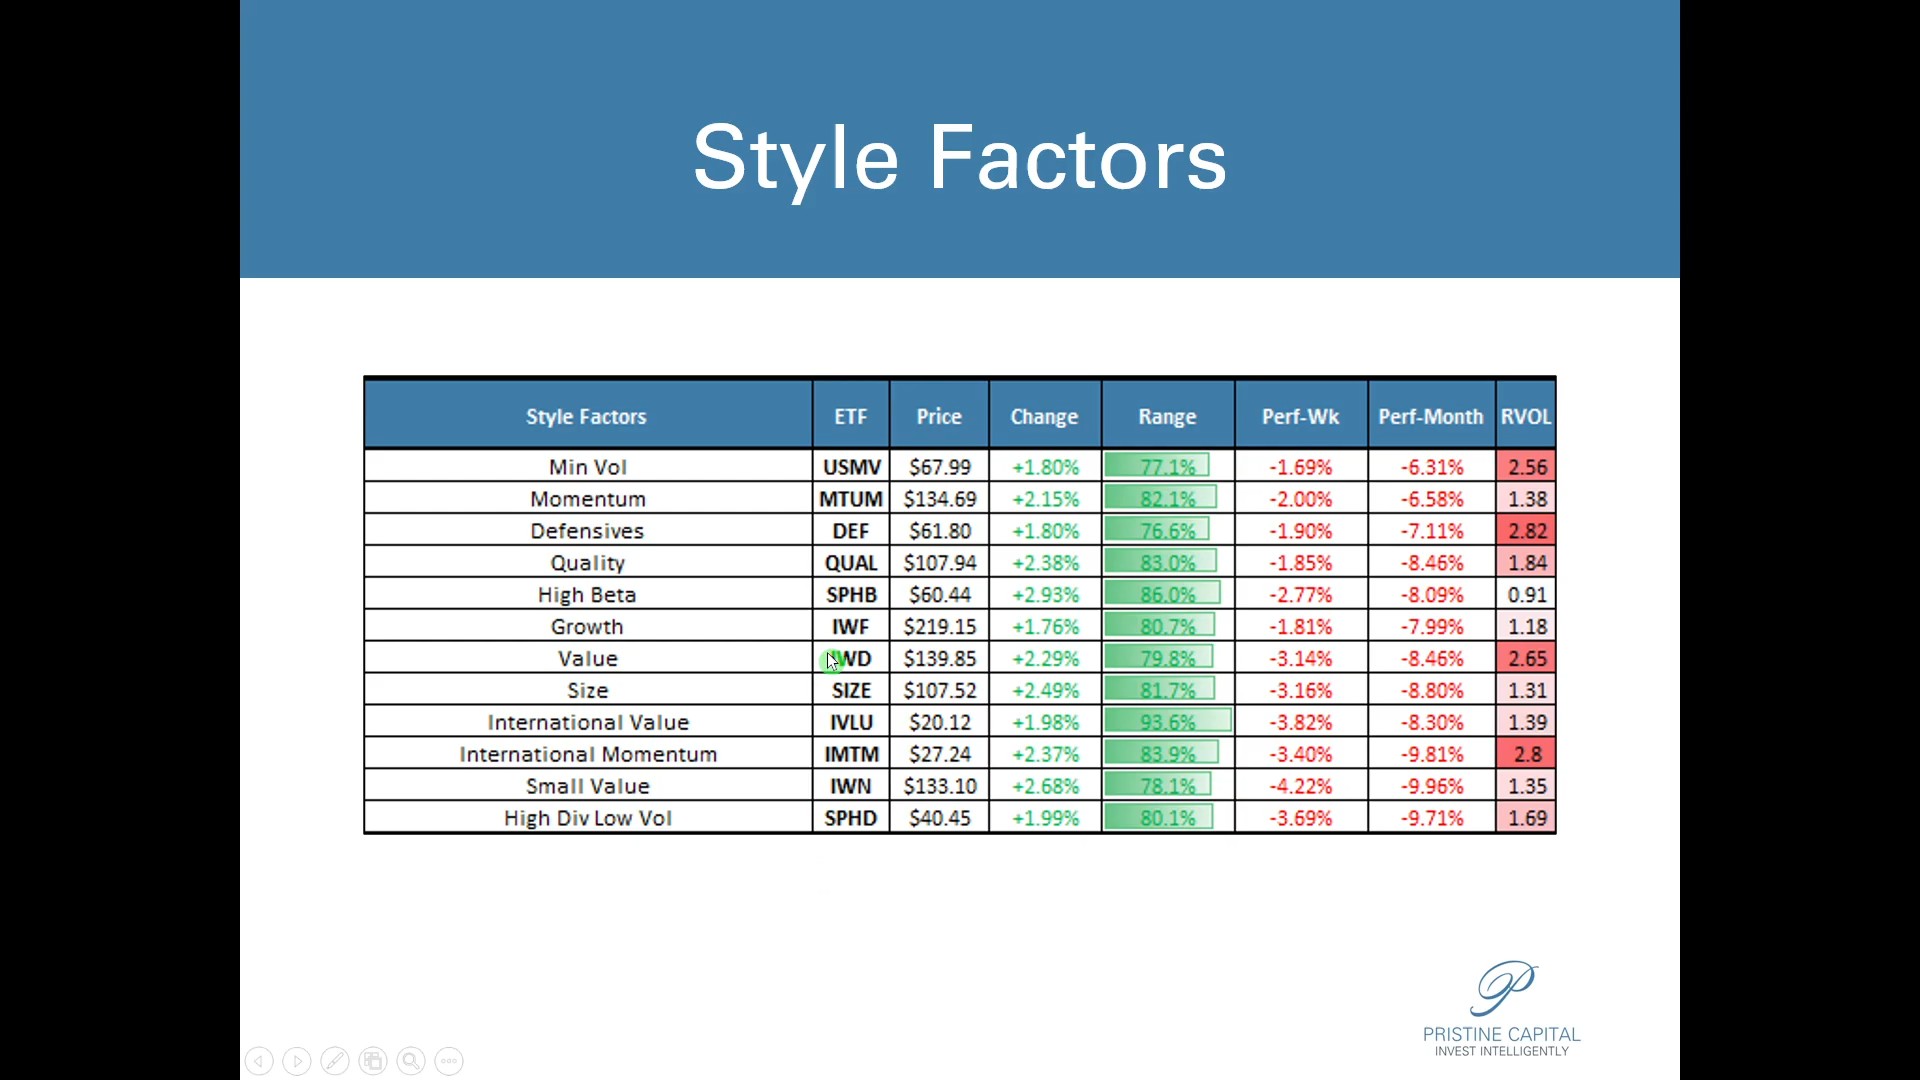 Style Factors
Style Factors ETF Price Change Range Perf-Wk Perf-Month RVOL
Min Vol USMV $67.99 +1.80% 77.1% -1.69% -6.31% 2.56
Momentum MTUM $134.69 +2.15% 82.1% -2.00% -6.58% 1.38
Defensives DEF $61.80 +1.80% 76.6% -1.90% -7.11% 2.82
Quality QUAL $107.94 +2.38% 83.0% -1.85% -8.46% 1.84
High Beta SPHB $60.44 +2.93% 86.0% -2.77% -8.09% 0.91
Growth IWF $219.15 +1.76% 80.7% -1.81% -7.99% 1.18
Value IWD $139.85 +2.29% 79.8% -3.14% -8.46% 2.65
Size SIZE $107.52 +2.49% 81.7% -3.16% -8.80% 1.31
International Value IVLU $20.12 +1.98% 93.6% -3.82% -8.30% 1.39
International Momentum IMTM $27.24 +2.37% 83.9% -3.40% -9.81% 2.8
Small Value IWN $133.10 +2.68% 78.1% -4.22% -9.96% 1.35
High Div Low Vol SPHD $40.45 +1.99% 80.1% -3.69% -9.71% 1.69
PRISTINE CAPITAL
INVEST INTELLIGENTLY